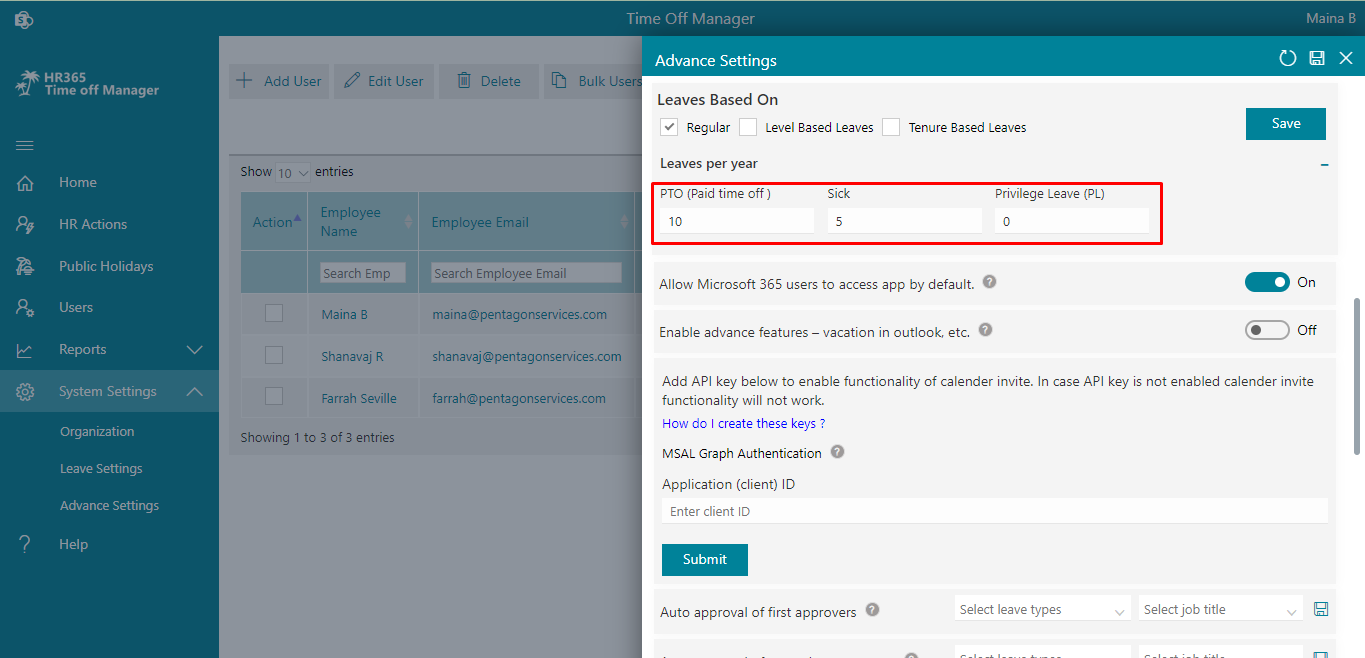 Time Off Manager
Maina B
HR365
Time off Manager
Home
HR Actions
Public Holidays
Users
Reports
System Settings
Organization
Leave Settings
Advance Settings
Help
Add User
Edit User
Delete
Bulk Users
Show 10 entries
Action
Employee
Name
Employee Email
Search Emp
Search Employee Email
Maina B
maina@pentagonservices.com
Shanavaj R
shanavaj@pentagonservices.com
Farrah Seville
farrah@pentagonservices.com
Showing 1 to 3 of 3 entries
Advance Settings
Leaves Based On
Regular
Level Based Leaves
Tenure Based Leaves
Save
Leaves per year
PTO (Paid time off )
Sick
Privilege Leave (PL)
10
5
0
Allow Microsoft 365 users to access app by default. ?
On
Enable advance features – vacation in outlook, etc. ?
Off
Add API key below to enable functionality of calender invite. In case API key is not enabled calender invite
functionality will not work.
How do I create these keys ?
MSAL Graph Authentication ?
Application (client) ID
Enter client ID
Submit
Auto approval of first approvers ?
Select leave types
Select job title
Select leave types
Select job title